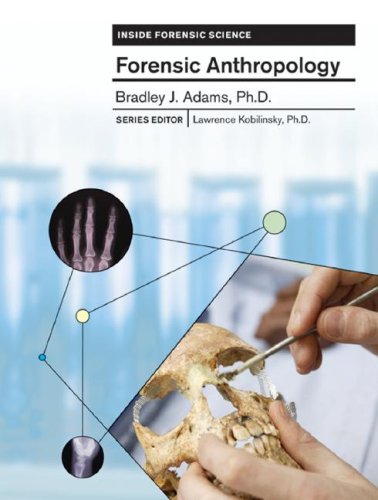 INSIDE FORENSIC SCIENCE
Forensic Anthropology
Bradley J. Adams, Ph.D.
SERIES EDITOR | Lawrence Kobilinsky, Ph.D.